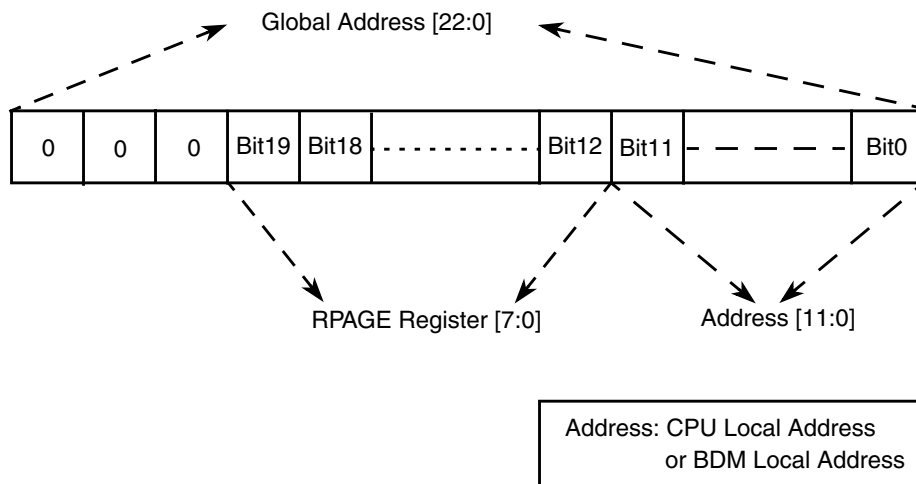 Global Address [22:0]
0 0 0 Bit19 Bit18 Bit12 Bit11 Bit0
RPAGE Register [7:0] Address [11:0]
Address: CPU Local Address
or BDM Local Address